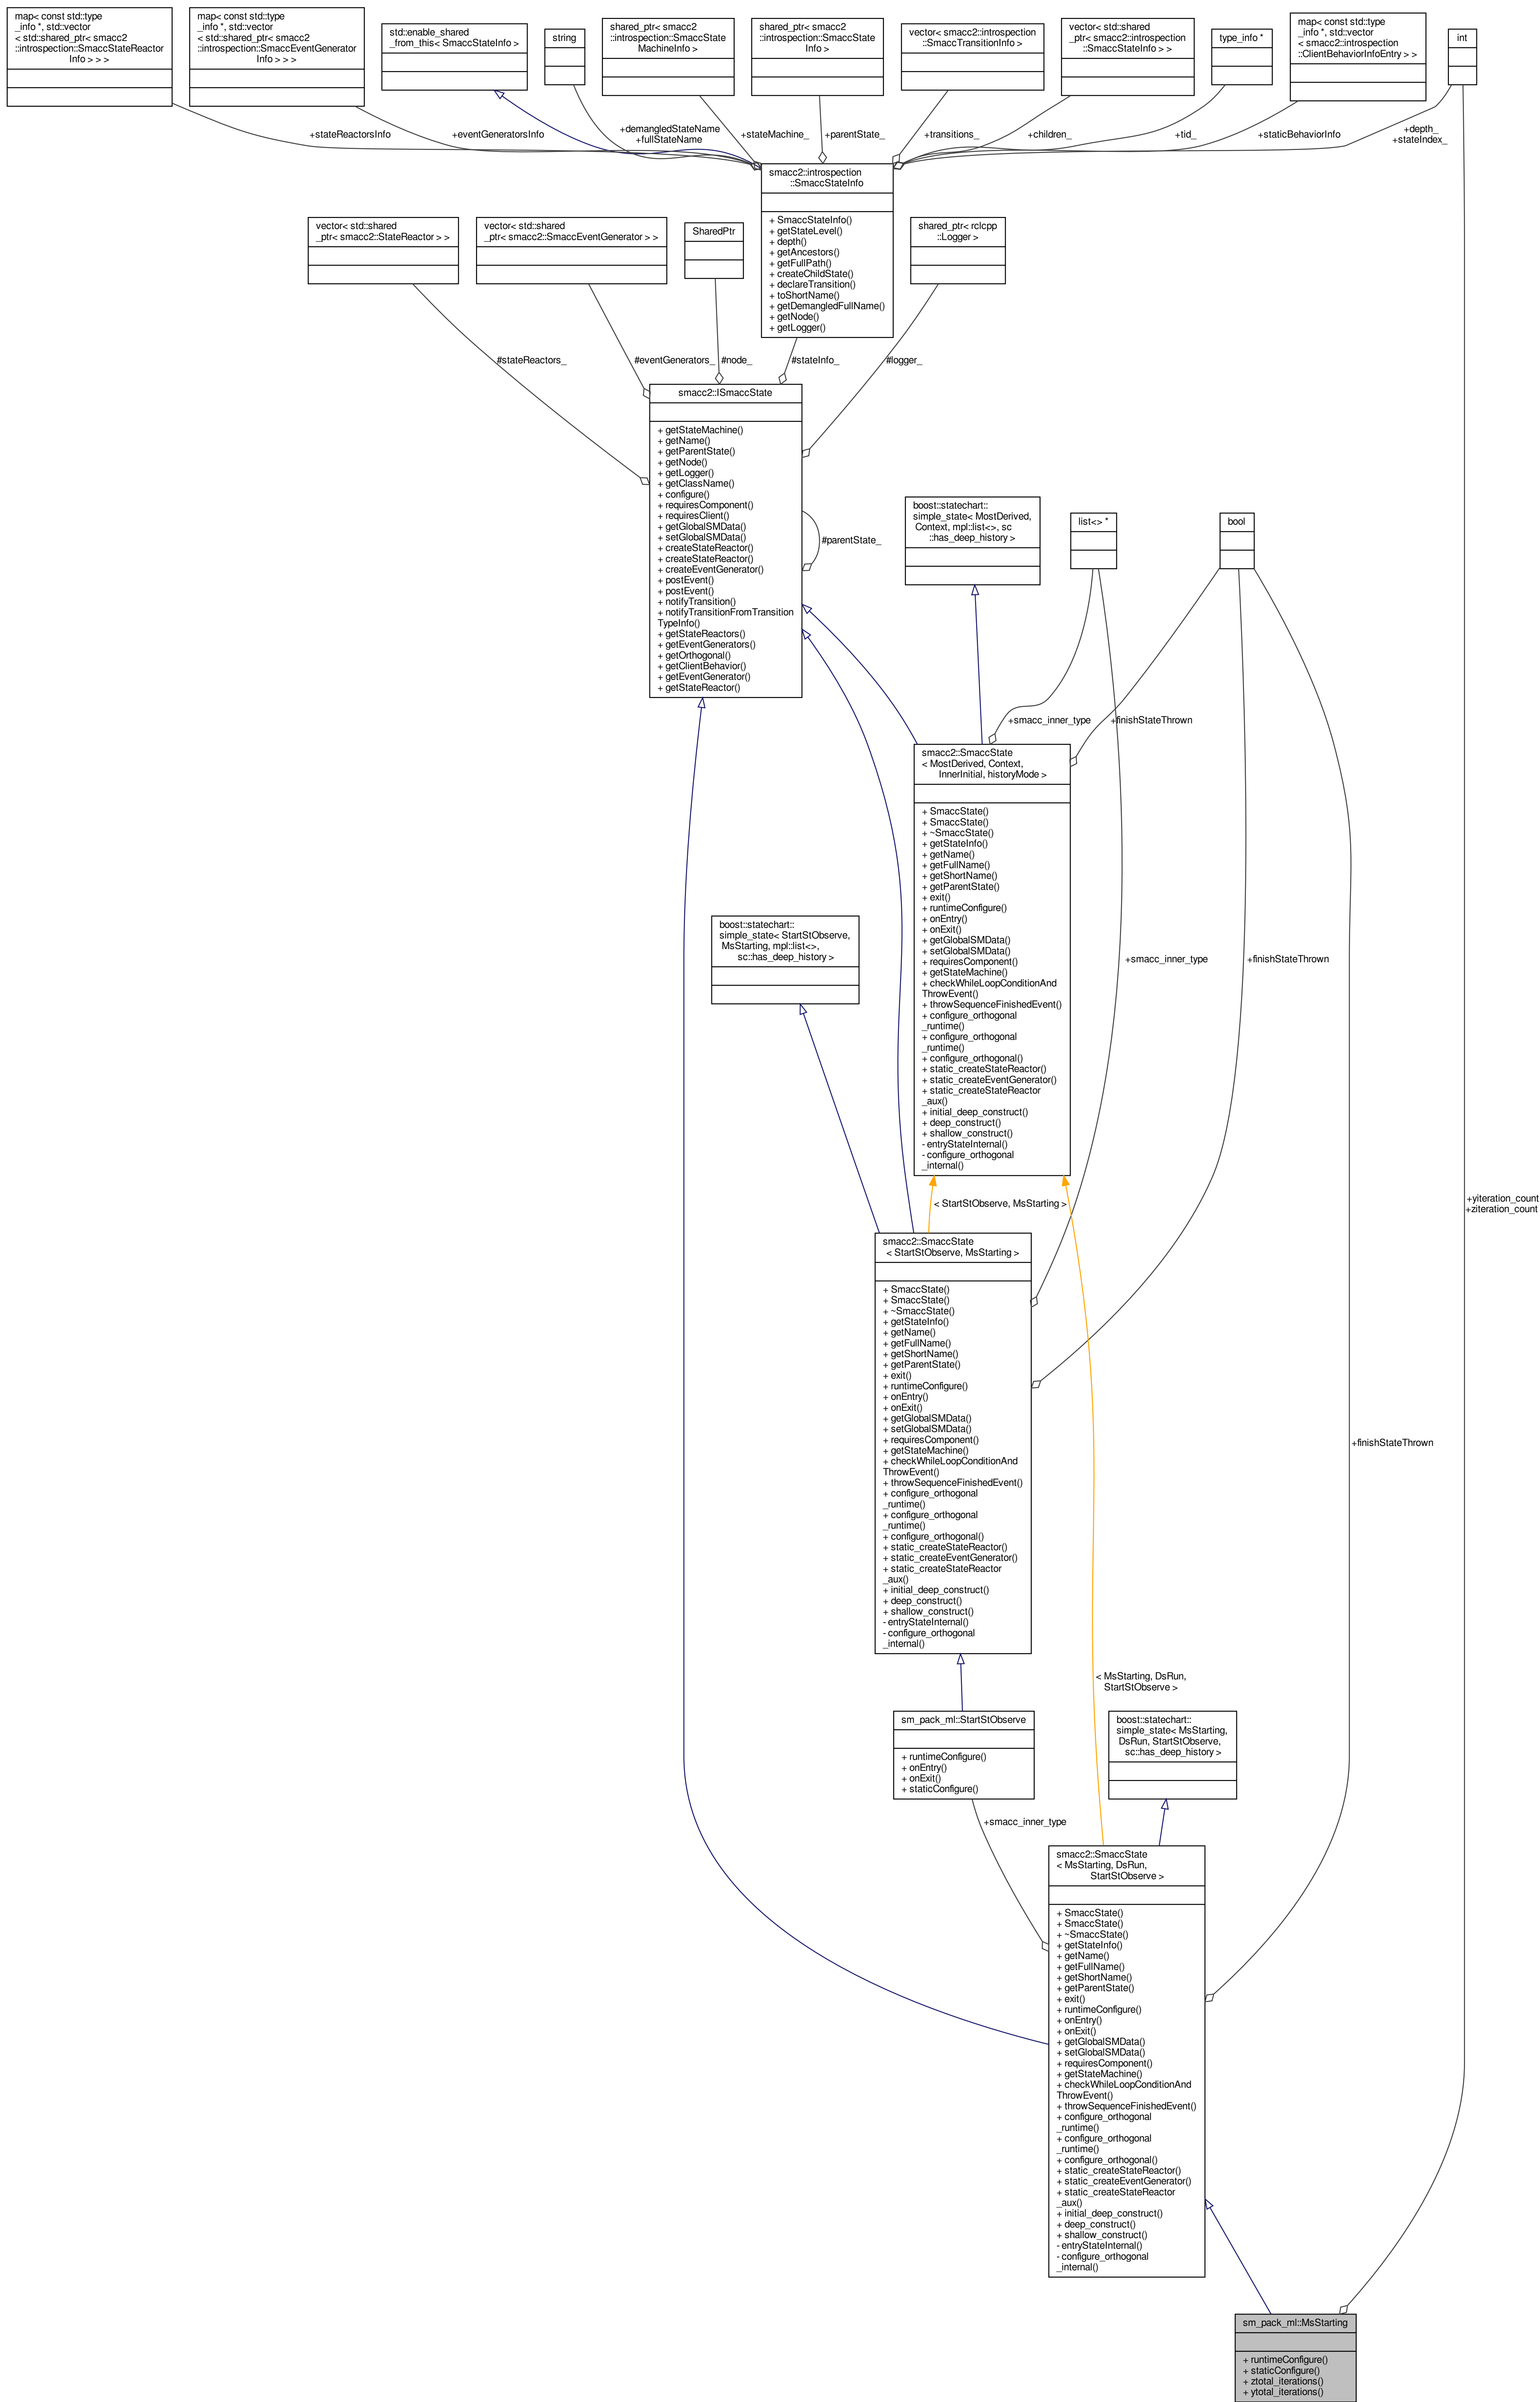 map< const std::type
_info *, std::vector
< std::shared_ptr< smacc2
::introspection::SmaccStateReactor
Info > > >
map< const std::type
_info *, std::vector
< std::shared_ptr< smacc2
::introspection::SmaccEventGenerator
Info > > >
std::enable_shared
_from_this< SmaccStateInfo >
string
shared_ptr< smacc2
::introspection::SmaccState
MachineInfo >
shared_ptr< smacc2
::introspection::SmaccState
Info >
vector< smacc2::introspection
::SmaccTransitionInfo >
vector< std::shared
_ptr< smacc2::introspection
::SmaccStateInfo > >
type_info *
map< const std::type
_info *, std::vector
< smacc2::introspection
::ClientBehaviorInfoEntry > >
int
+stateReactorsInfo
+eventGeneratorsInfo
+demangledStateName
+fullStateName
+stateMachine_
+parentState_
+transitions_
+children_
+tid_
+staticBehaviorInfo
+depth_
+stateIndex_
smacc2::introspection
::SmaccStateInfo
+ SmaccStateInfo()
+ getStateLevel()
+ depth()
+ getAncestors()
+ getFullPath()
+ createChildState()
+ declareTransition()
+ toShortName()
+ getDemangledFullName()
+ getNode()
+ getLogger()
vector< std::shared
_ptr< smacc2::StateReactor > >
vector< std::shared
_ptr< smacc2::SmaccEventGenerator > >
SharedPtr
shared_ptr< rclcpp
::Logger >
#stateReactors_
#eventGenerators_
#node_
#stateInfo_
#logger_
smacc2::ISmaccState
+ getStateMachine()
+ getName()
+ getParentState()
+ getNode()
+ getLogger()
+ getClassName()
+ configure()
+ requiresComponent()
+ requiresClient()
+ getGlobalSMData()
+ setGlobalSMData()
+ createStateReactor()
+ createStateReactor()
+ createEventGenerator()
+ postEvent()
+ postEvent()
+ notifyTransition()
+ notifyTransitionFromTransition
TypeInfo()
+ getStateReactors()
+ getEventGenerators()
+ getOrthogonal()
+ getClientBehavior()
+ getEventGenerator()
+ getStateReactor()
#parentState_
boost::statechart::
simple_state< MostDerived,
Context, mpl::list<>, sc
::has_deep_history >
list<> *
bool
+smacc_inner_type
+finishStateThrown
smacc2::SmaccState
< MostDerived, Context,
InnerInitial, historyMode >
+ SmaccState()
+ SmaccState()
+ ~SmaccState()
+ getStateInfo()
+ getName()
+ getFullName()
+ getShortName()
+ getParentState()
+ exit()
+ runtimeConfigure()
+ onEntry()
+ onExit()
+ getGlobalSMData()
+ setGlobalSMData()
+ requiresComponent()
+ getStateMachine()
+ checkWhileLoopConditionAnd
ThrowEvent()
+ throwSequenceFinishedEvent()
+ configure_orthogonal
_runtime()
+ configure_orthogonal
_runtime()
+ configure_orthogonal()
+ static_createStateReactor()
+ static_createEventGenerator()
+ static_createStateReactor
_aux()
+ initial_deep_construct()
+ deep_construct()
+ shallow_construct()
- entryStateInternal()
- configure_orthogonal
_internal()
boost::statechart::
simple_state< StartStObserve,
MsStarting, mpl::list<>,
sc::has_deep_history >
+smacc_inner_type
+finishStateThrown
< StartStObserve, MsStarting >
+yiteration_count
+ziteration_count
smacc2::SmaccState
< StartStObserve, MsStarting >
+ SmaccState()
+ SmaccState()
+ ~SmaccState()
+ getStateInfo()
+ getName()
+ getFullName()
+ getShortName()
+ getParentState()
+ exit()
+ runtimeConfigure()
+ onEntry()
+ onExit()
+ getGlobalSMData()
+ setGlobalSMData()
+ requiresComponent()
+ getStateMachine()
+ checkWhileLoopConditionAnd
ThrowEvent()
+ throwSequenceFinishedEvent()
+ configure_orthogonal
_runtime()
+ configure_orthogonal
_runtime()
+ configure_orthogonal()
+ static_createStateReactor()
+ static_createEventGenerator()
+ static_createStateReactor
_aux()
+ initial_deep_construct()
+ deep_construct()
+ shallow_construct()
- entryStateInternal()
- configure_orthogonal
_internal()
+finishStateThrown
< MsStarting, DsRun,
StartStObserve >
sm_pack_ml::StartStObserve
+ runtimeConfigure()
+ onEntry()
+ onExit()
+ staticConfigure()
boost::statechart::
simple_state< MsStarting,
DsRun, StartStObserve,
sc::has_deep_history >
+smacc_inner_type
smacc2::SmaccState
< MsStarting, DsRun,
StartStObserve >
+ SmaccState()
+ SmaccState()
+ ~SmaccState()
+ getStateInfo()
+ getName()
+ getFullName()
+ getShortName()
+ getParentState()
+ exit()
+ runtimeConfigure()
+ onEntry()
+ onExit()
+ getGlobalSMData()
+ setGlobalSMData()
+ requiresComponent()
+ getStateMachine()
+ checkWhileLoopConditionAnd
ThrowEvent()
+ throwSequenceFinishedEvent()
+ configure_orthogonal
_runtime()
+ configure_orthogonal
_runtime()
+ configure_orthogonal()
+ static_createStateReactor()
+ static_createEventGenerator()
+ static_createStateReactor
_aux()
+ initial_deep_construct()
+ deep_construct()
+ shallow_construct()
- entryStateInternal()
- configure_orthogonal
_internal()
sm_pack_ml::MsStarting
+ runtimeConfigure()
+ staticConfigure()
+ ztotal_iterations()
+ ytotal_iterations()